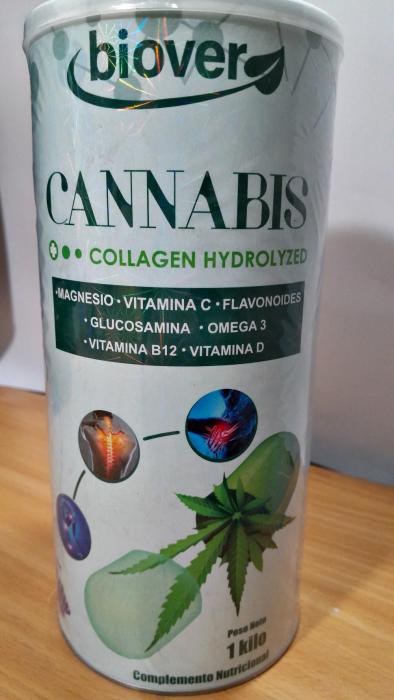 biover
CANNABIS
COLLAGEN HYDROLYZED
•MAGNESIO • VITAMINA C • FLAVONOIDES
• GLUCOSAMINA • OMEGA 3
• VITAMINA B12 • VITAMINA D
Peso Neto
1 kilo
Complemento Nutricional